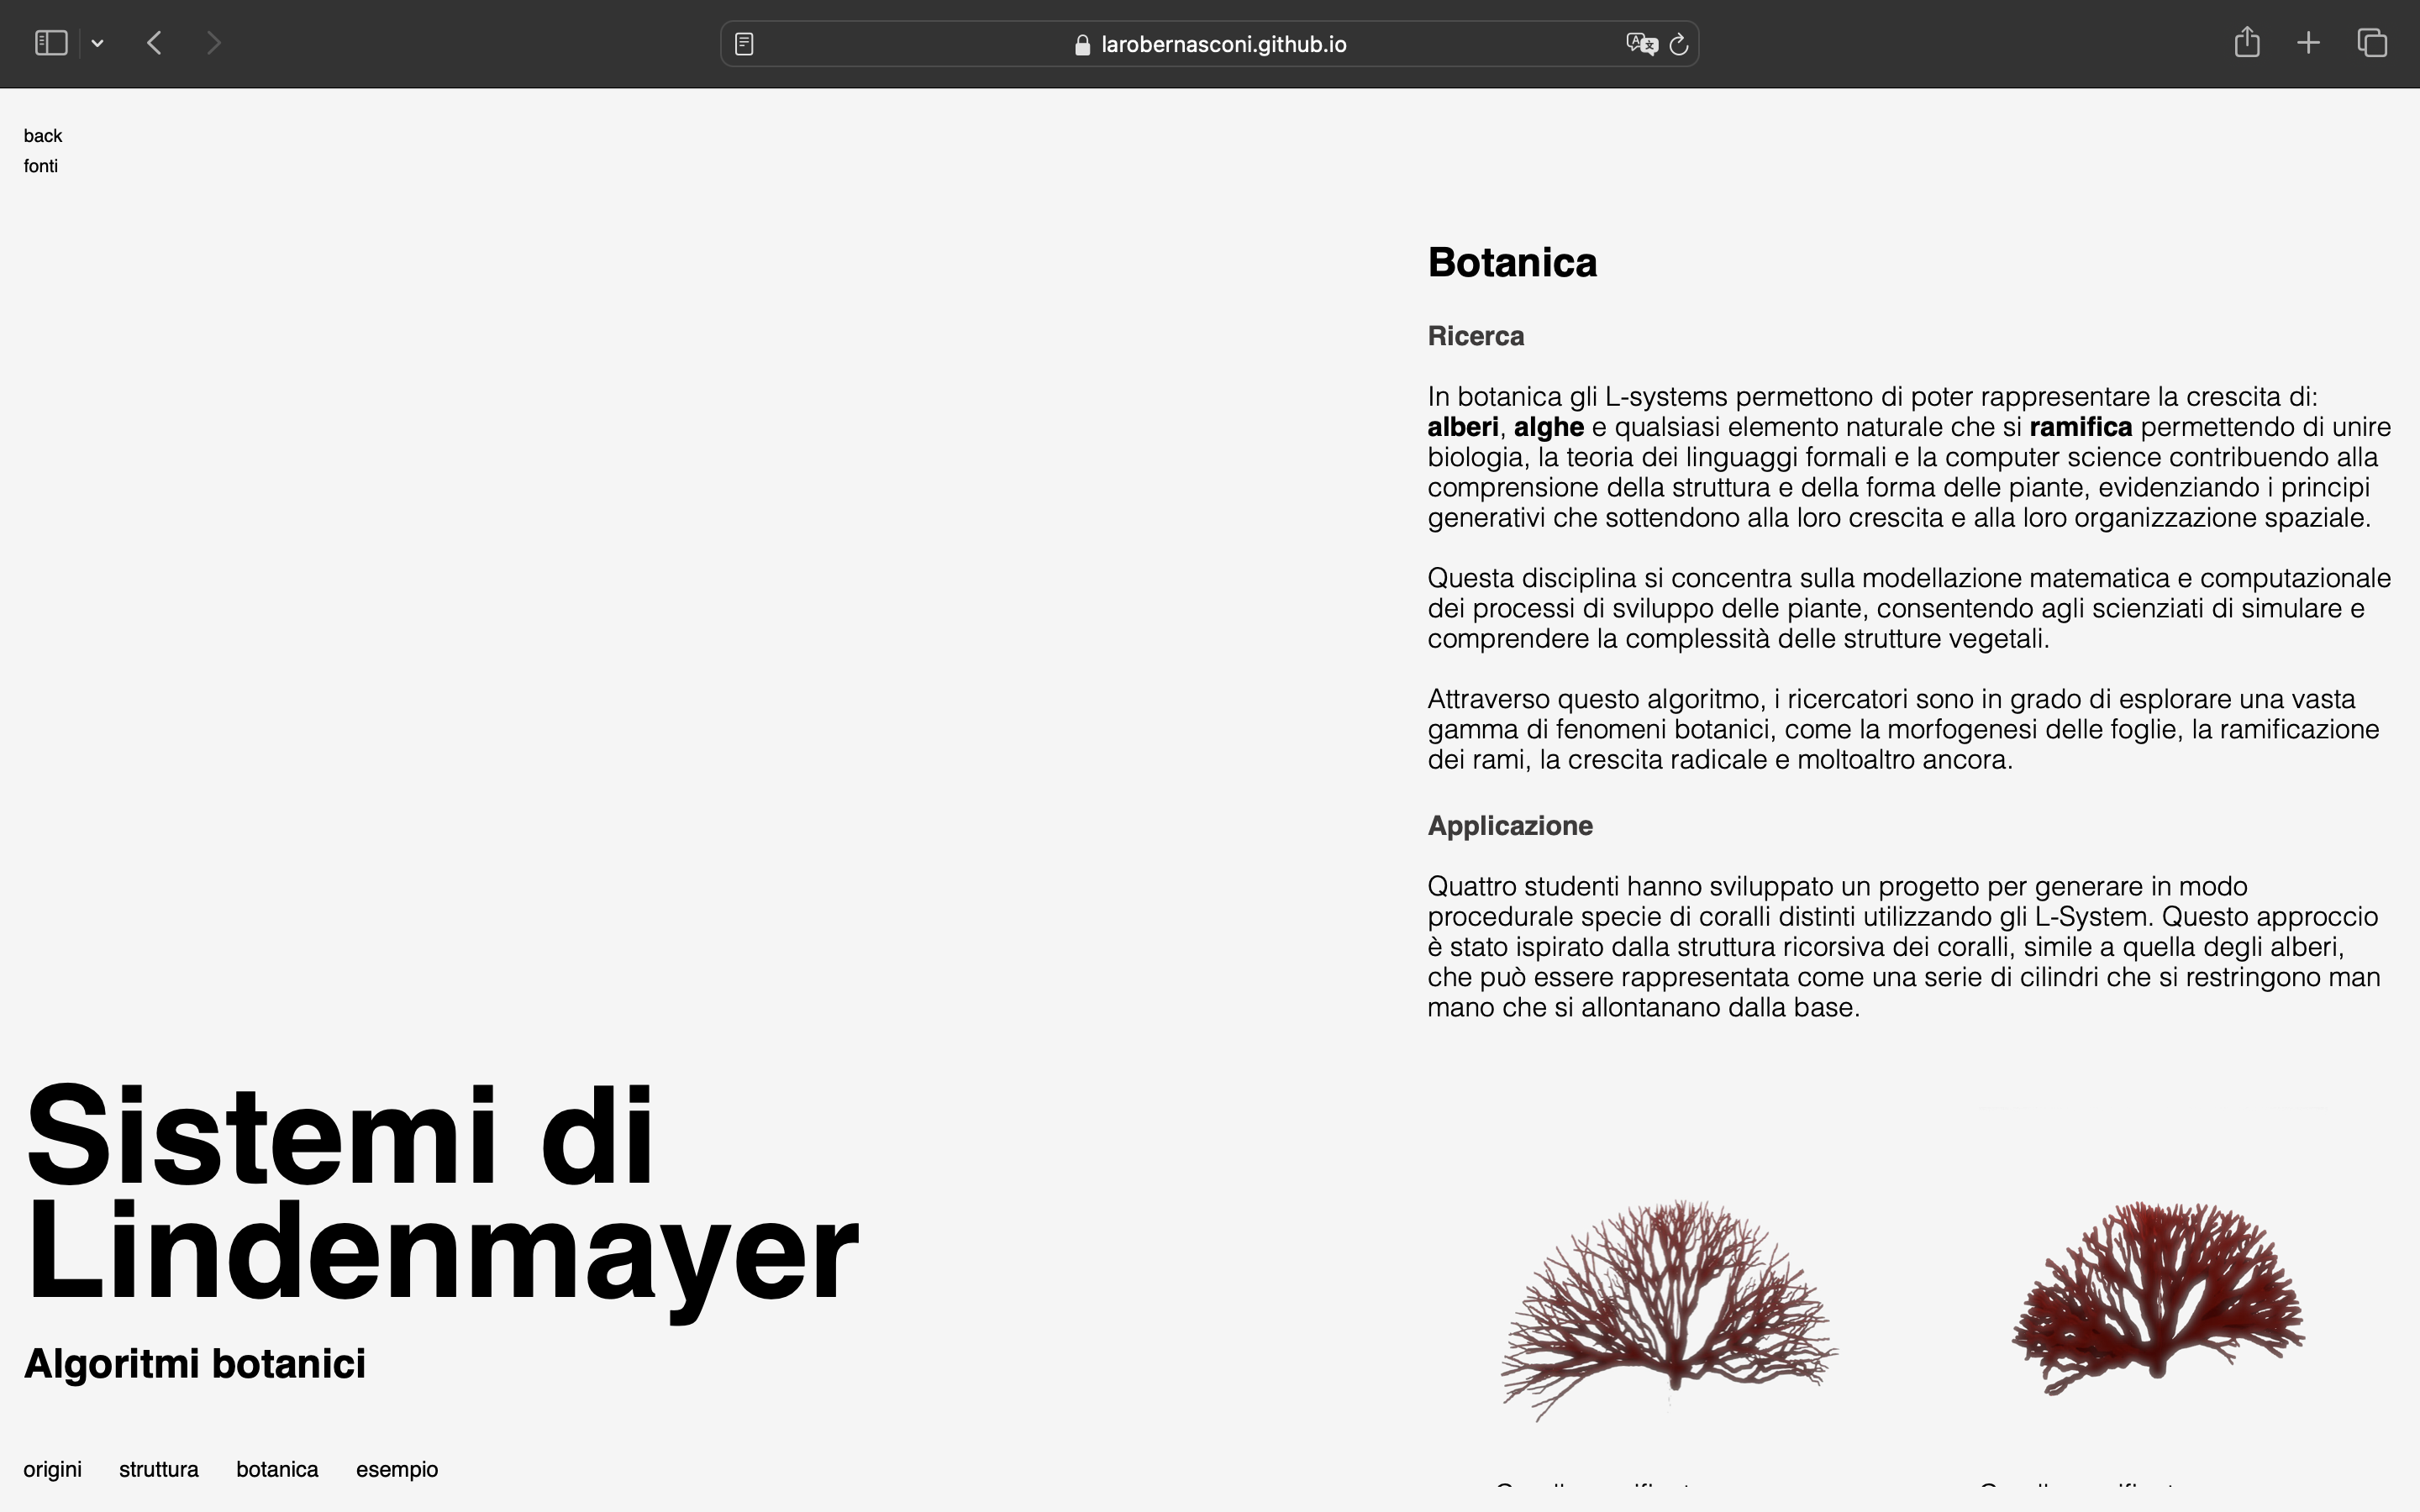 larobernasconi.github.io
back
fonti
Botanica
Ricerca
In botanica gli L-systems permettono di poter rappresentare la crescita di:
alberi, alghe e qualsiasi elemento naturale che si ramifica permettendo di unire
biologia, la teoria dei linguaggi formali e la computer science contribuendo alla
comprensione della struttura e della forma delle piante, evidenziando i principi
generativi che sottendono alla loro crescita e alla loro organizzazione spaziale.
Questa disciplina si concentra sulla modellazione matematica e computazionale
dei processi di sviluppo delle piante, consentendo agli scienziati di simulare e
comprendere la complessità delle strutture vegetali.
Attraverso questo algoritmo, i ricercatori sono in grado di esplorare una vasta
gamma di fenomeni botanici, come la morfogenesi delle foglie, la ramificazione
dei rami, la crescita radicale e moltoaltro ancora.
Applicazione
Quattro studenti hanno sviluppato un progetto per generare in modo
procedurale specie di coralli distinti utilizzando gli L-System. Questo approccio
è stato ispirato dalla struttura ricorsiva dei coralli, simile a quella degli alberi,
che può essere rappresentata come una serie di cilindri che si restringono man
mano che si allontanano dalla base.
Sistemi di
Lindenmayer
Algoritmi botanici
origini struttura botanica esempio